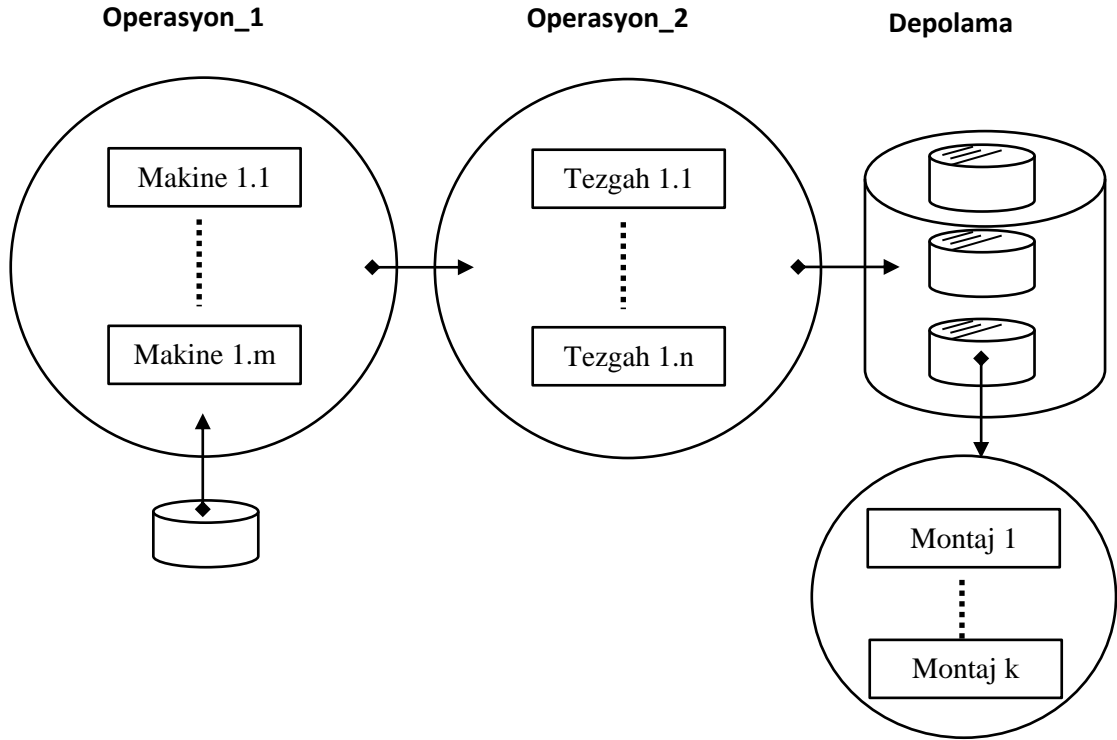 Operasyon_1
Operasyon_2
Depolama
Makine 1.1
Makine 1.m
Tezgah 1.1
Tezgah 1.n
Montaj 1
Montaj k